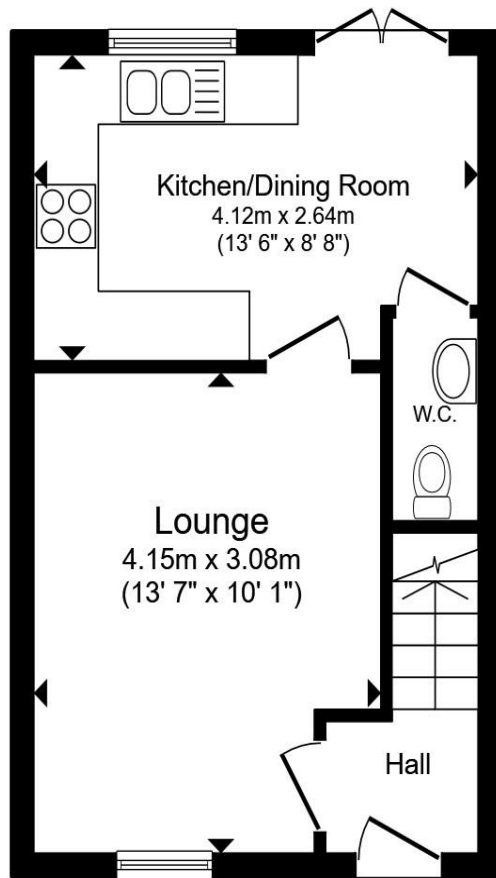 Kitchen/Dining Room
4.12m x 2.64m
(13' 6" x 8' 8")
W.C.
Lounge
4.15m x 3.08m
(13' 7" x 10' 1")
Hall